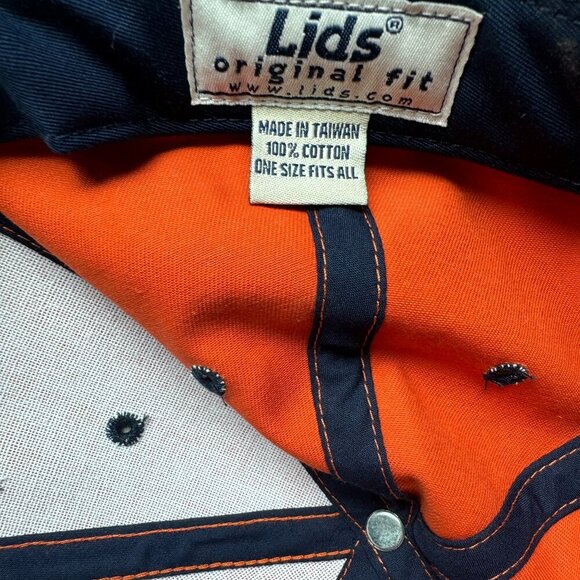 Lids®
original fit
www.lids.com
MADE IN TAIWAN
100% COTTON
ONE SIZE FITS ALL